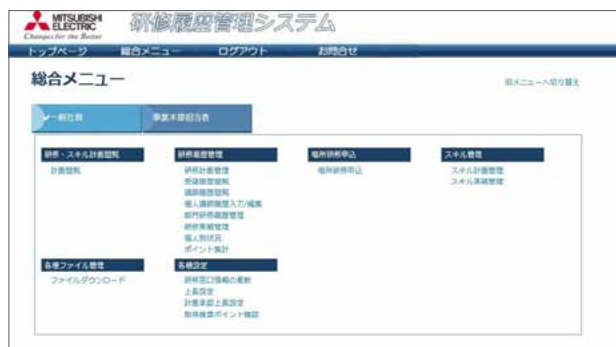 MITSUBISHI
ELECTRIC
Changes for the Better
研修履歴管理システム
トップページ 総合メニュー ログアウト お問合せ
総合メニュー
旧メニューへ切り替え
一般社員 事業本部担当者
研修・スキル計画閲覧
計画閲覧
研修履歴管理
研修計画管理
受講履歴閲覧
講師履歴閲覧
個人講師履歴入力/編集
部門研修履歴管理
研修実績管理
個人別状況
ポイント集計
場所研修申込
場所研修申込
スキル管理
スキル計画管理
スキル実績管理
各種ファイル管理
ファイルダウンロード
各種設定
研修窓口情報の更新
上長設定
計画承認上長設定
取得推奨ポイント確認